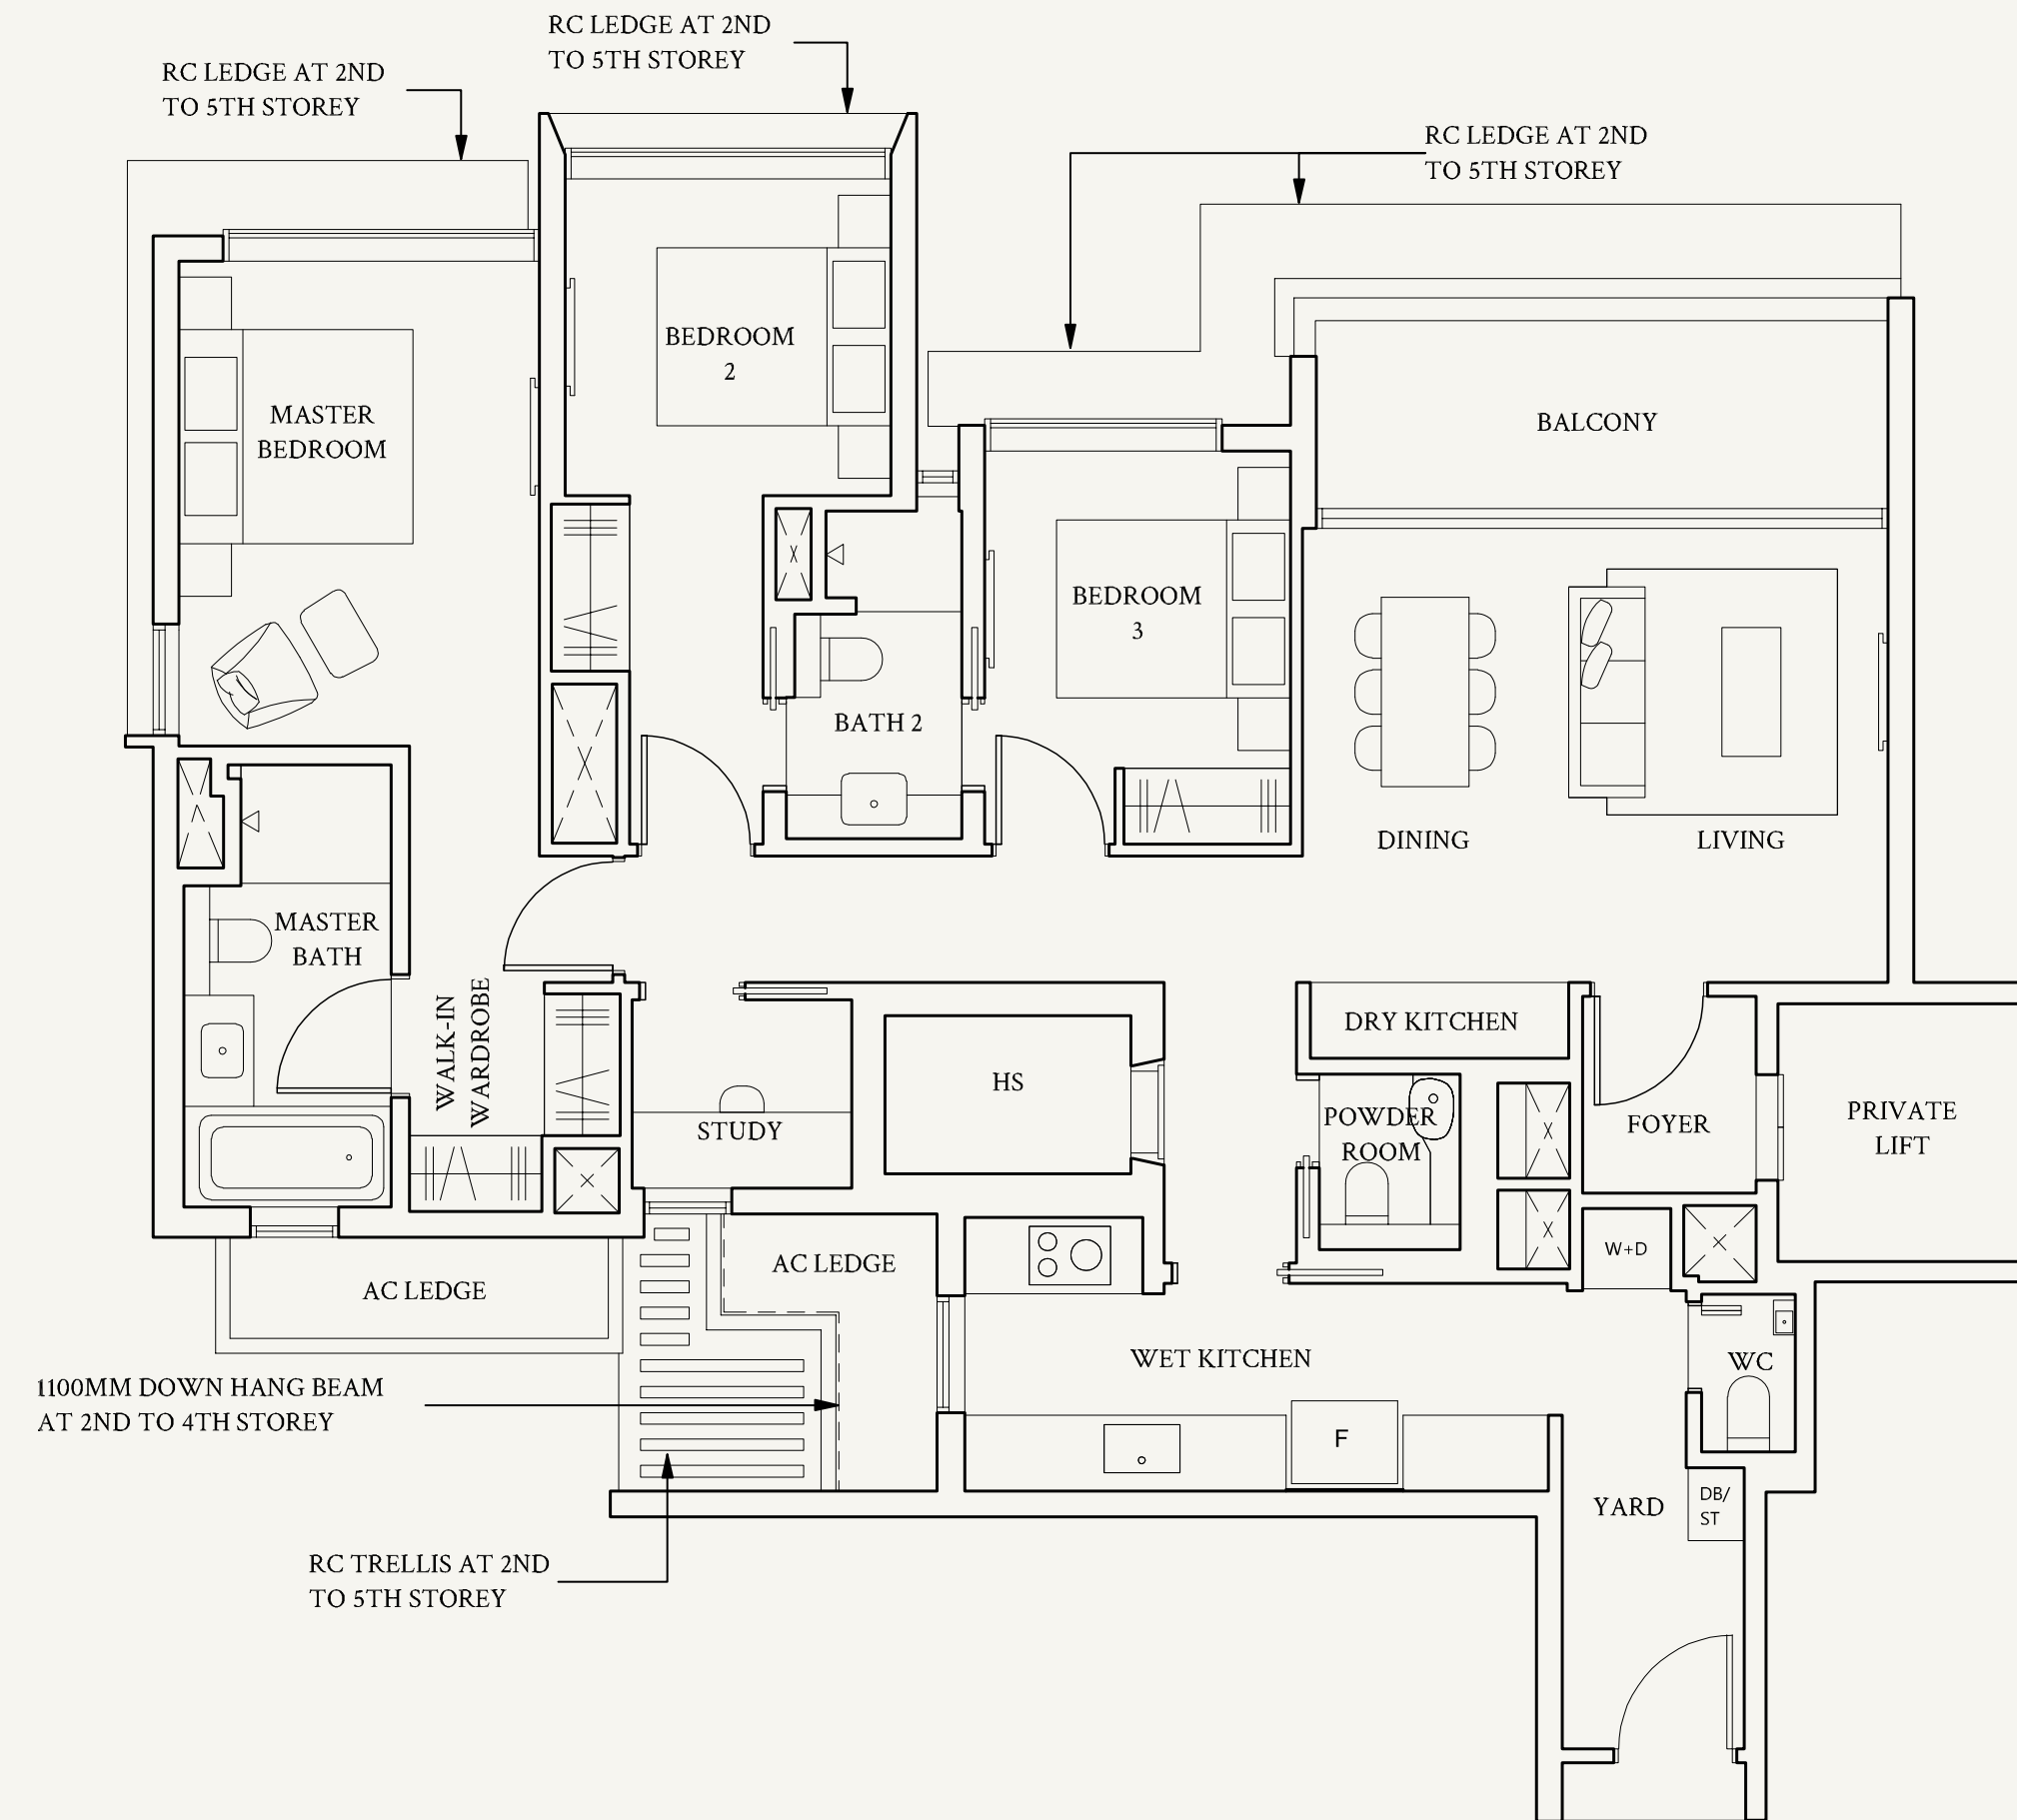 RC LEDGE AT 2ND
TO 5TH STOREY
RC LEDGE AT 2ND
TO 5TH STOREY
RC LEDGE AT 2ND
TO 5TH STOREY
BEDROOM
2
MASTER
BEDROOM
BALCONY
BEDROOM
3
BATH 2
DINING
LIVING
MASTER
BATH
WALK-IN
WARDROBE
DRY KITCHEN
HS
STUDY
POWDER
ROOM
FOYER
PRIVATE
LIFT
W+D
AC LEDGE
AC LEDGE
WET KITCHEN
WC
1100MM DOWN HANG BEAM
AT 2ND TO 4TH STOREY
F
YARD
DB/
ST
RC TRELLIS AT 2ND
TO 5TH STOREY